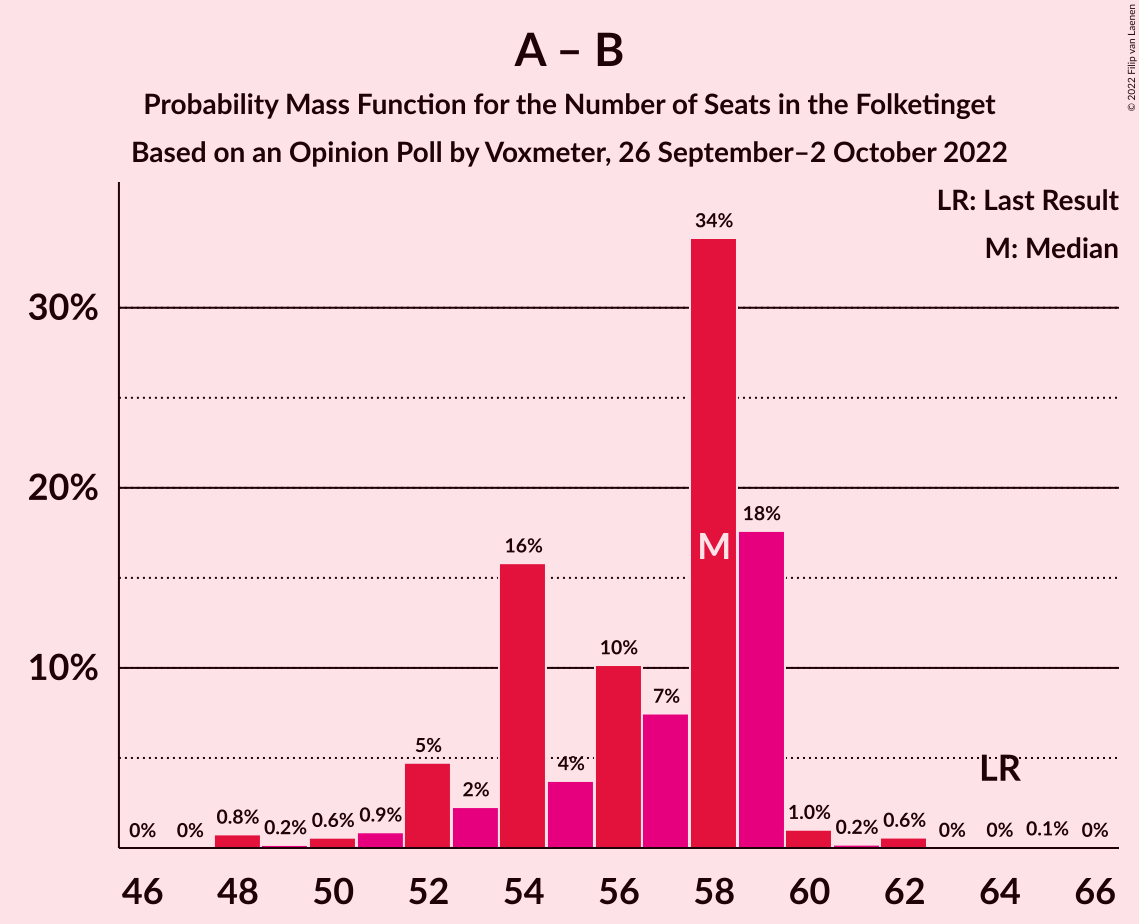 A – B
Probability Mass Function for the Number of Seats in the Folketinget
Based on an Opinion Poll by Voxmeter, 26 September–2 October 2022
© 2022 Filip van Laenen
LR: Last Result
M: Median
34%
30%
20%
18%
16%
M
10%
10%
7%
5%
4%
LR
2%
0% 0% 0.8% 0.2% 0.6% 0.9% 1.0% 0.2% 0.6% 0% 0% 0.1% 0%
46 48 50 52 54 56 58 60 62 64 66